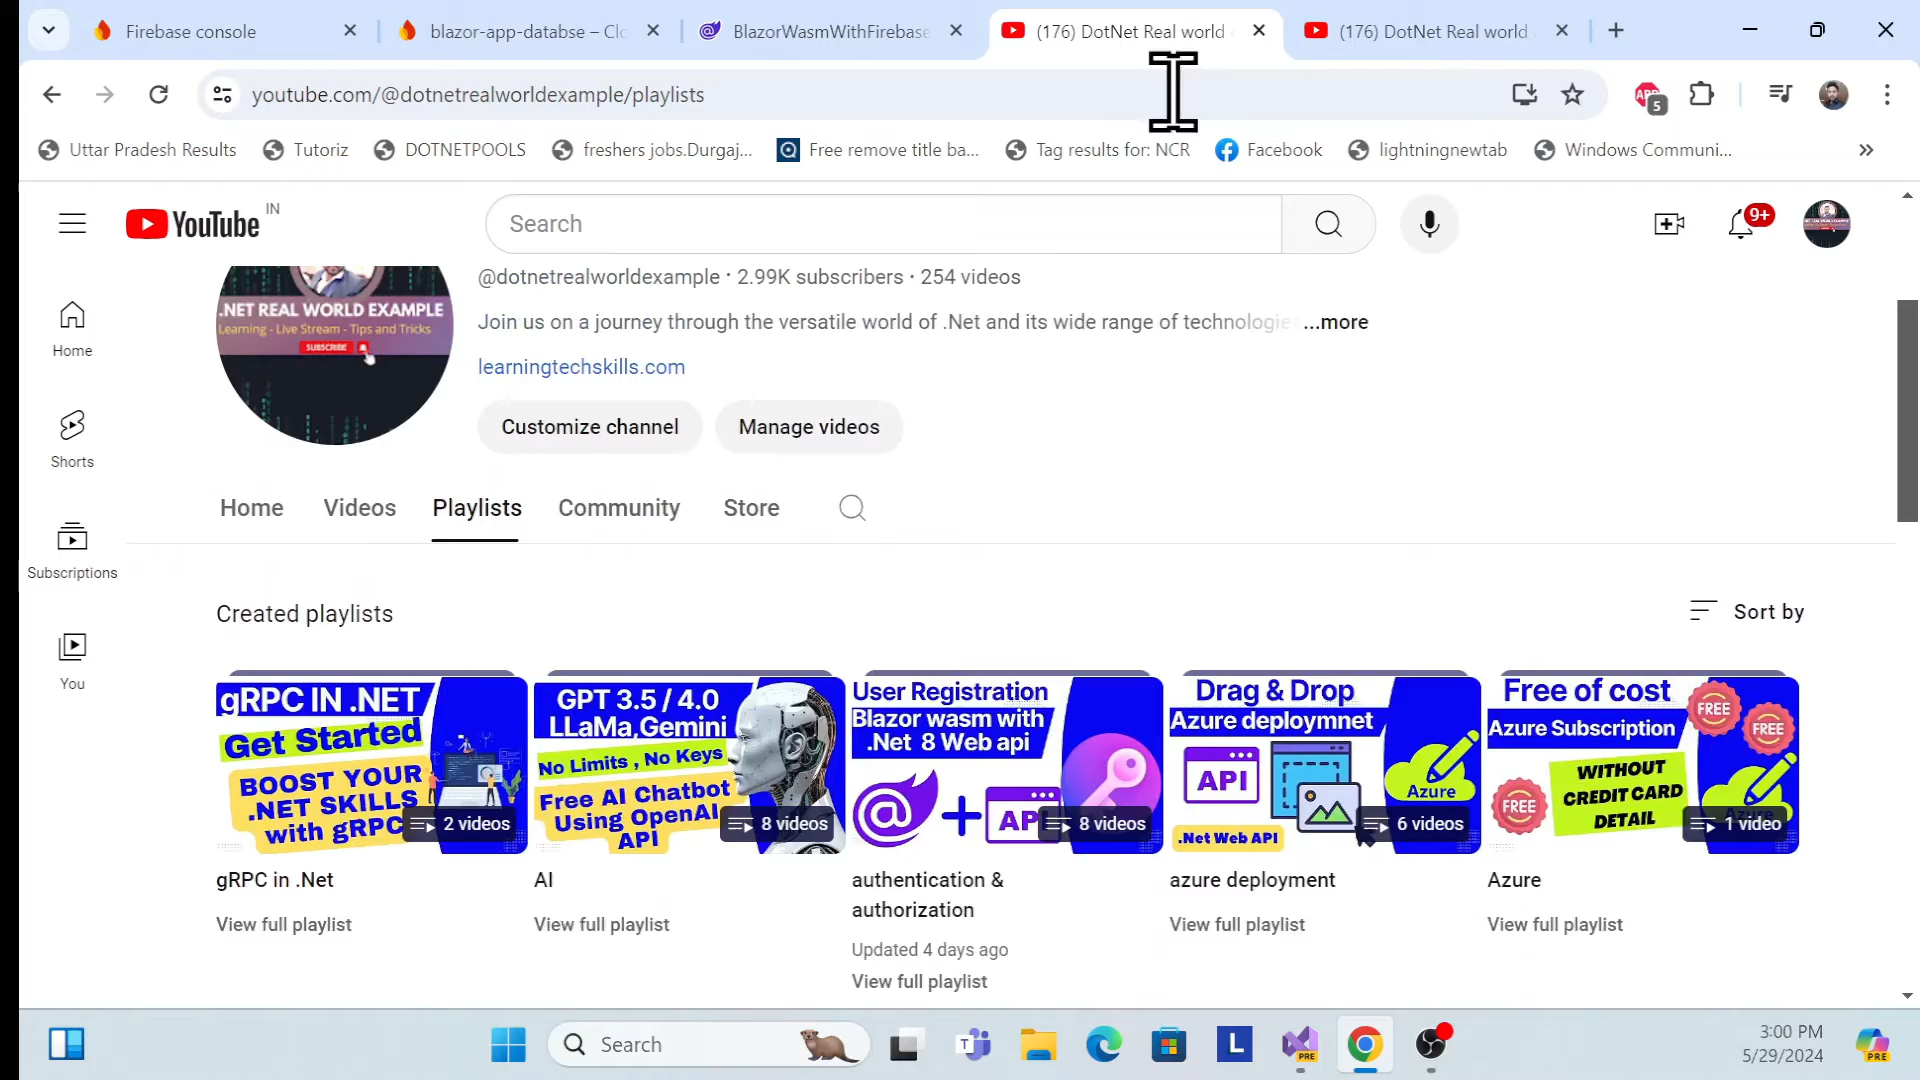 Firebase console
blazor-app-databse – Clo
BlazorWasmWithFirebase
(176) DotNet Real world
(176) DotNet Real world
youtube.com/@dotnetrealworldexample/playlists
5
Uttar Pradesh Results
Tutoriz
DOTNETPOOLS
freshers jobs.Durgaj...
Free remove title ba...
Tag results for: NCR
Facebook
lightningnewtab
Windows Communi...
YouTube IN
Search
9+
@dotnetrealworldexample · 2.99K subscribers · 254 videos
.NET REAL WORLD EXAMPLE
Learning - Live Stream - Tips and Tricks
SUBSCRIBE
Join us on a journey through the versatile world of .Net and its wide range of technologie ...more
learningtechskills.com
Customize channel
Manage videos
Home
Shorts
Subscriptions
You
Home
Videos
Playlists
Community
Store
Created playlists
Sort by
gRPC IN .NET
Get Started
BOOST YOUR
.NET SKILLS
with gRPC
2 videos
gRPC in .Net
View full playlist
GPT 3.5 / 4.0
LLaMa,Gemini
No Limits , No Keys
Free AI Chatbot
Using OpenAI
API
8 videos
AI
View full playlist
User Registration
Blazor wasm with
.Net 8 Web api
API
8 videos
authentication &
authorization
Updated 4 days ago
View full playlist
Drag & Drop
Azure deploymnet
API
Azure
.Net Web API
6 videos
azure deployment
View full playlist
Free of cost
Azure Subscription
FREE
FREE
FREE
WITHOUT
CREDIT CARD
DETAIL
Azure
1 video
Azure
View full playlist
Search
T
L
PRE
3:00 PM
5/29/2024
PRE